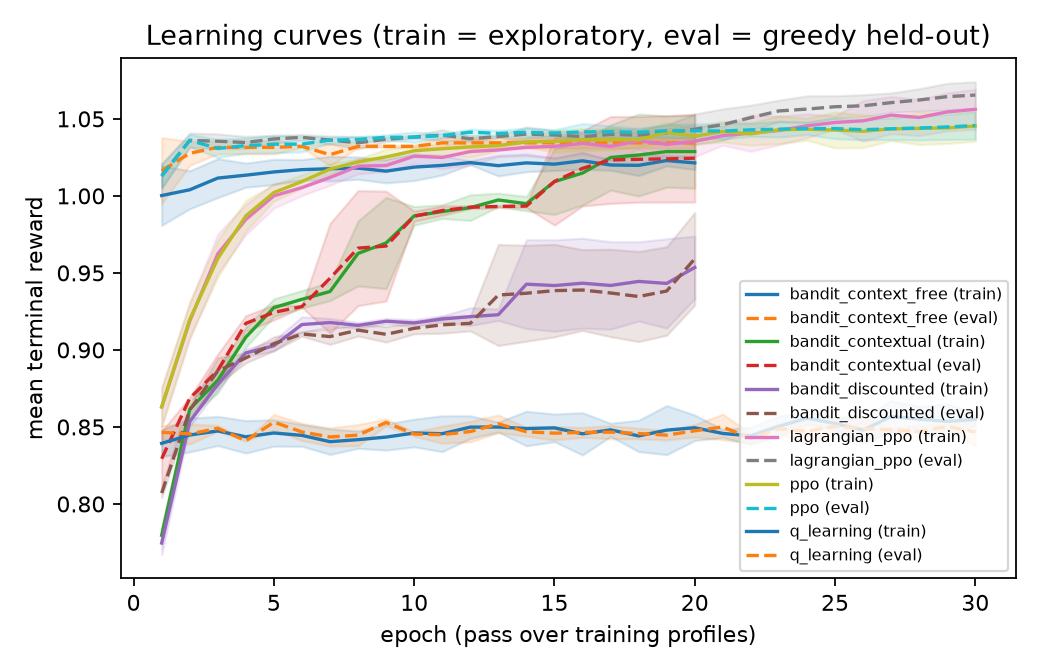 Learning curves (train = exploratory, eval = greedy held-out)
mean terminal reward
1.05
1.00
0.95
0.90
0.85
0.80
bandit_context_free (train)
bandit_context_free (eval)
bandit_contextual (train)
bandit_contextual (eval)
bandit_discounted (train)
bandit_discounted (eval)
lagrangian_ppo (train)
lagrangian_ppo (eval)
ppo (train)
ppo (eval)
q_learning (train)
q_learning (eval)
0 5 10 15 20 25 30
epoch (pass over training profiles)